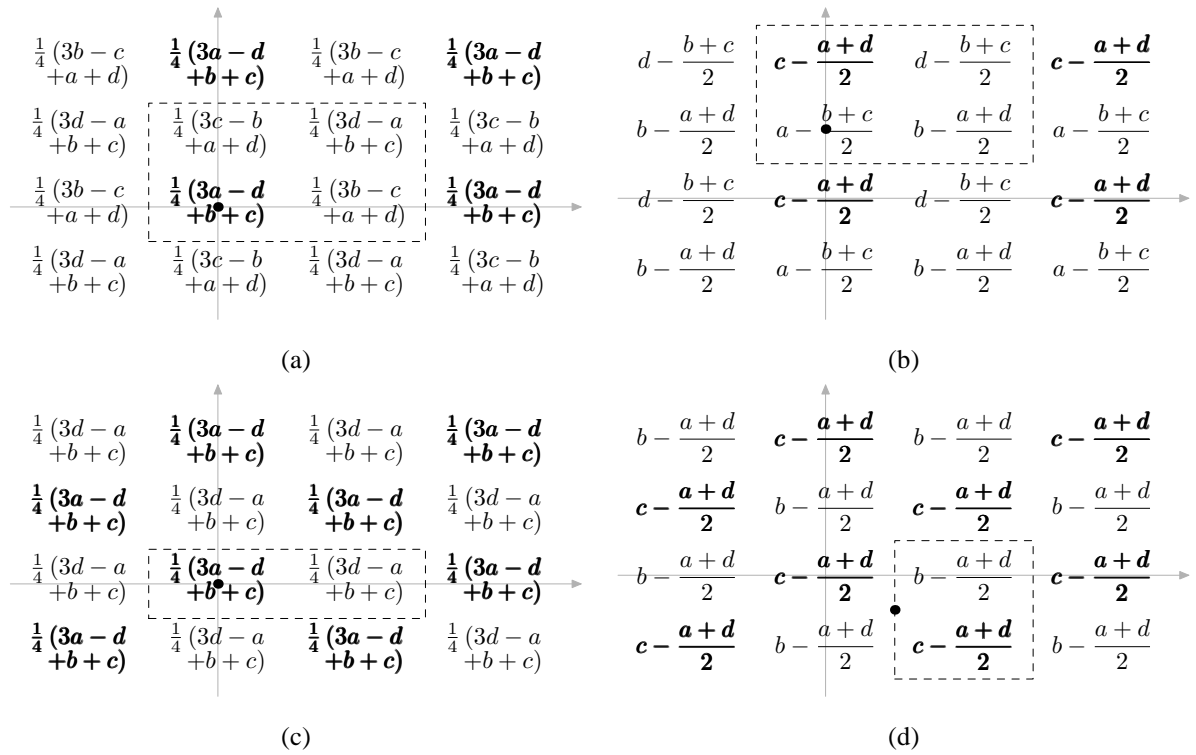 ¼ (3b − c ¼ (3a − d ¼ (3b − c ¼ (3a − d
+a + d) +b + c) +a + d) +b + c)
¼ (3d − a ¼ (3c − b ¼ (3d − a ¼ (3c − b
+b + c) +a + d) +b + c) +a + d)
¼ (3b − c ¼ (3a − d ¼ (3b − c ¼ (3a − d
+a + d) +b + c) +a + d) +b + c)
¼ (3d − a ¼ (3c − b ¼ (3d − a ¼ (3c − b
+b + c) +a + d) +b + c) +a + d)
(a)
d − (b + c)/2 c − (a + d)/2 d − (b + c)/2 c − (a + d)/2
b − (a + d)/2 a − (b + c)/2 b − (a + d)/2 a − (b + c)/2
d − (b + c)/2 c − (a + d)/2 d − (b + c)/2 c − (a + d)/2
b − (a + d)/2 a − (b + c)/2 b − (a + d)/2 a − (b + c)/2
(b)
¼ (3d − a ¼ (3a − d ¼ (3d − a ¼ (3a − d
+b + c) +b + c) +b + c) +b + c)
¼ (3a − d ¼ (3d − a ¼ (3a − d ¼ (3d − a
+b + c) +b + c) +b + c) +b + c)
¼ (3d − a ¼ (3a − d ¼ (3d − a ¼ (3a − d
+b + c) +b + c) +b + c) +b + c)
¼ (3a − d ¼ (3d − a ¼ (3a − d ¼ (3d − a
+b + c) +b + c) +b + c) +b + c)
(c)
b − (a + d)/2 c − (a + d)/2 b − (a + d)/2 c − (a + d)/2
c − (a + d)/2 b − (a + d)/2 c − (a + d)/2 b − (a + d)/2
b − (a + d)/2 c − (a + d)/2 b − (a + d)/2 c − (a + d)/2
c − (a + d)/2 b − (a + d)/2 c − (a + d)/2 b − (a + d)/2
(d)